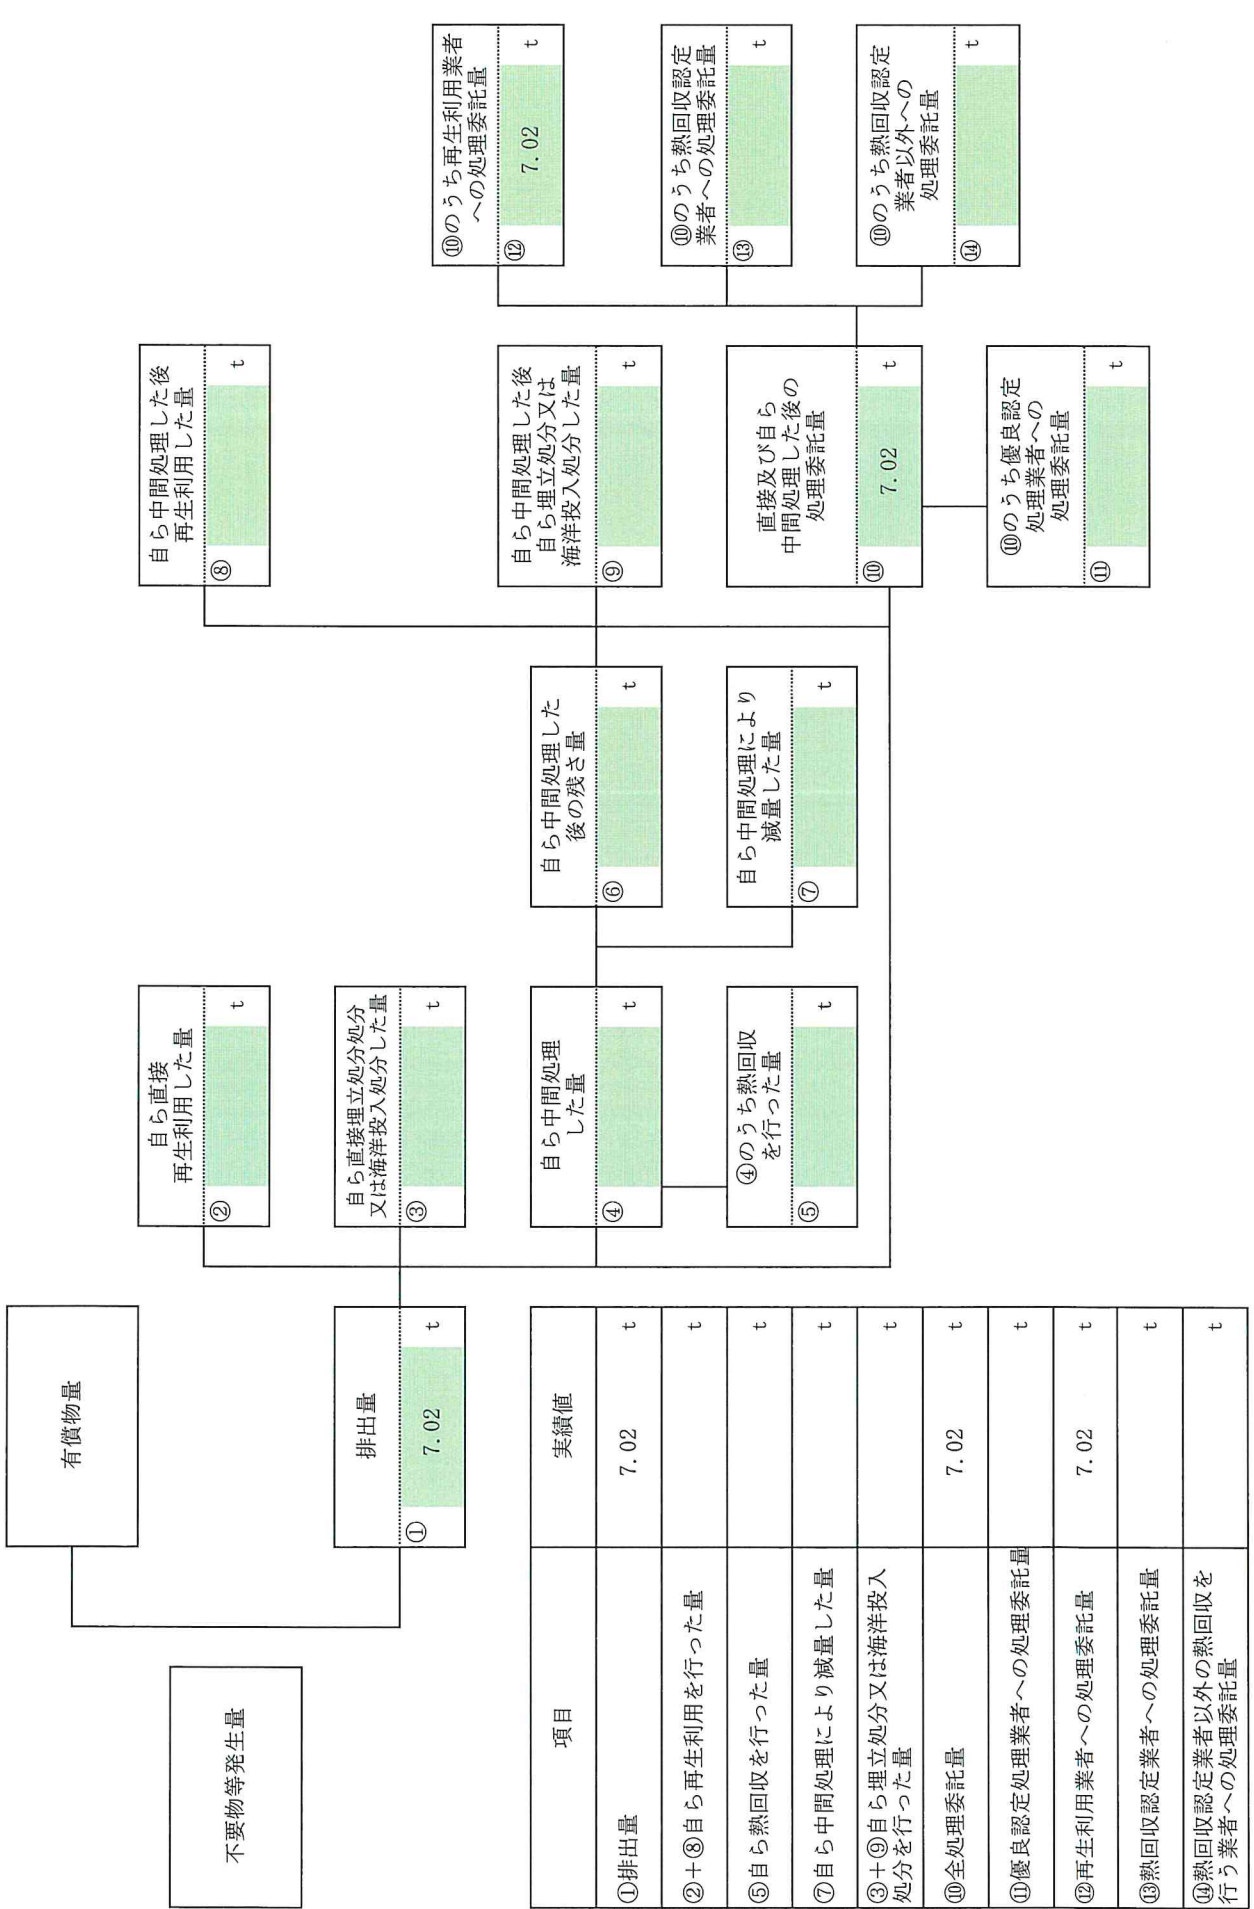 不要物等発生量
有償物量
排出量
① 7.02 t
自ら直接
再生利用した量
② t
自ら直接埋立処分処分
又は海洋投入処分した量
③ t
自ら中間処理
した量
④ t
④のうち熱回収
を行った量
⑤ t
自ら中間処理した
後の残さ量
⑥ t
自ら中間処理により
減量した量
⑦ t
自ら中間処理した後
再生利用した量
⑧ t
自ら中間処理した後
自ら埋立処分又は
海洋投入処分した量
⑨ t
直接及び自ら
中間処理した後の
処理委託量
⑩ 7.02 t
⑩のうち優良認定
処理業者への
処理委託量
⑪ t
⑩のうち再生利用業者
への処理委託量
⑫ 7.02 t
⑩のうち熱回収認定
業者への処理委託量
⑬ t
⑩のうち熱回収認定
業者以外への
処理委託量
⑭ t
項目 実績値
①排出量 7.02 t
②+⑧自ら再生利用を行った量 t
⑤自ら熱回収を行った量 t
⑦自ら中間処理により減量した量 t
③+⑨自ら埋立処分又は海洋投入
処分を行った量 t
⑩全処理委託量 7.02 t
⑪優良認定処理業者への処理委託量 t
⑫再生利用業者への処理委託量 7.02 t
⑬熱回収認定業者への処理委託量 t
⑭熱回収認定業者以外の熱回収を
行う業者への処理委託量 t